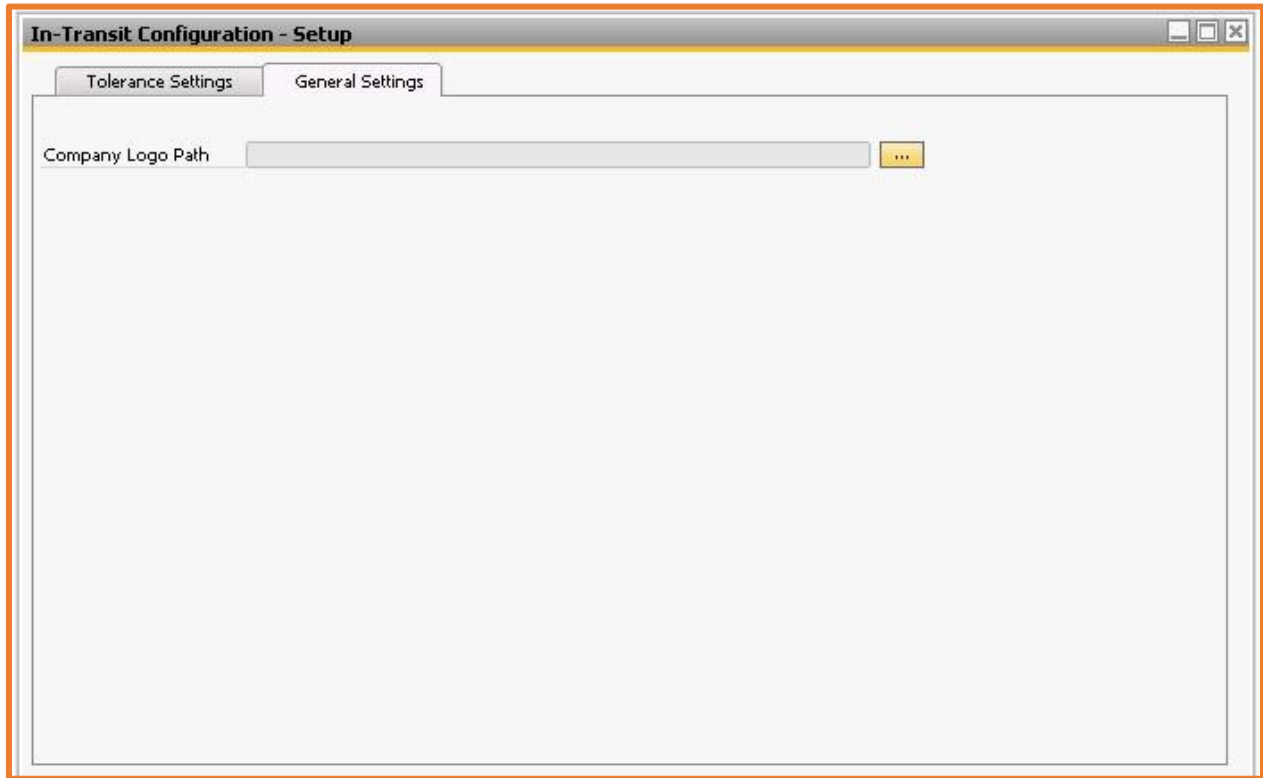 In-Transit Configuration - Setup
Tolerance Settings
General Settings
Company Logo Path
...